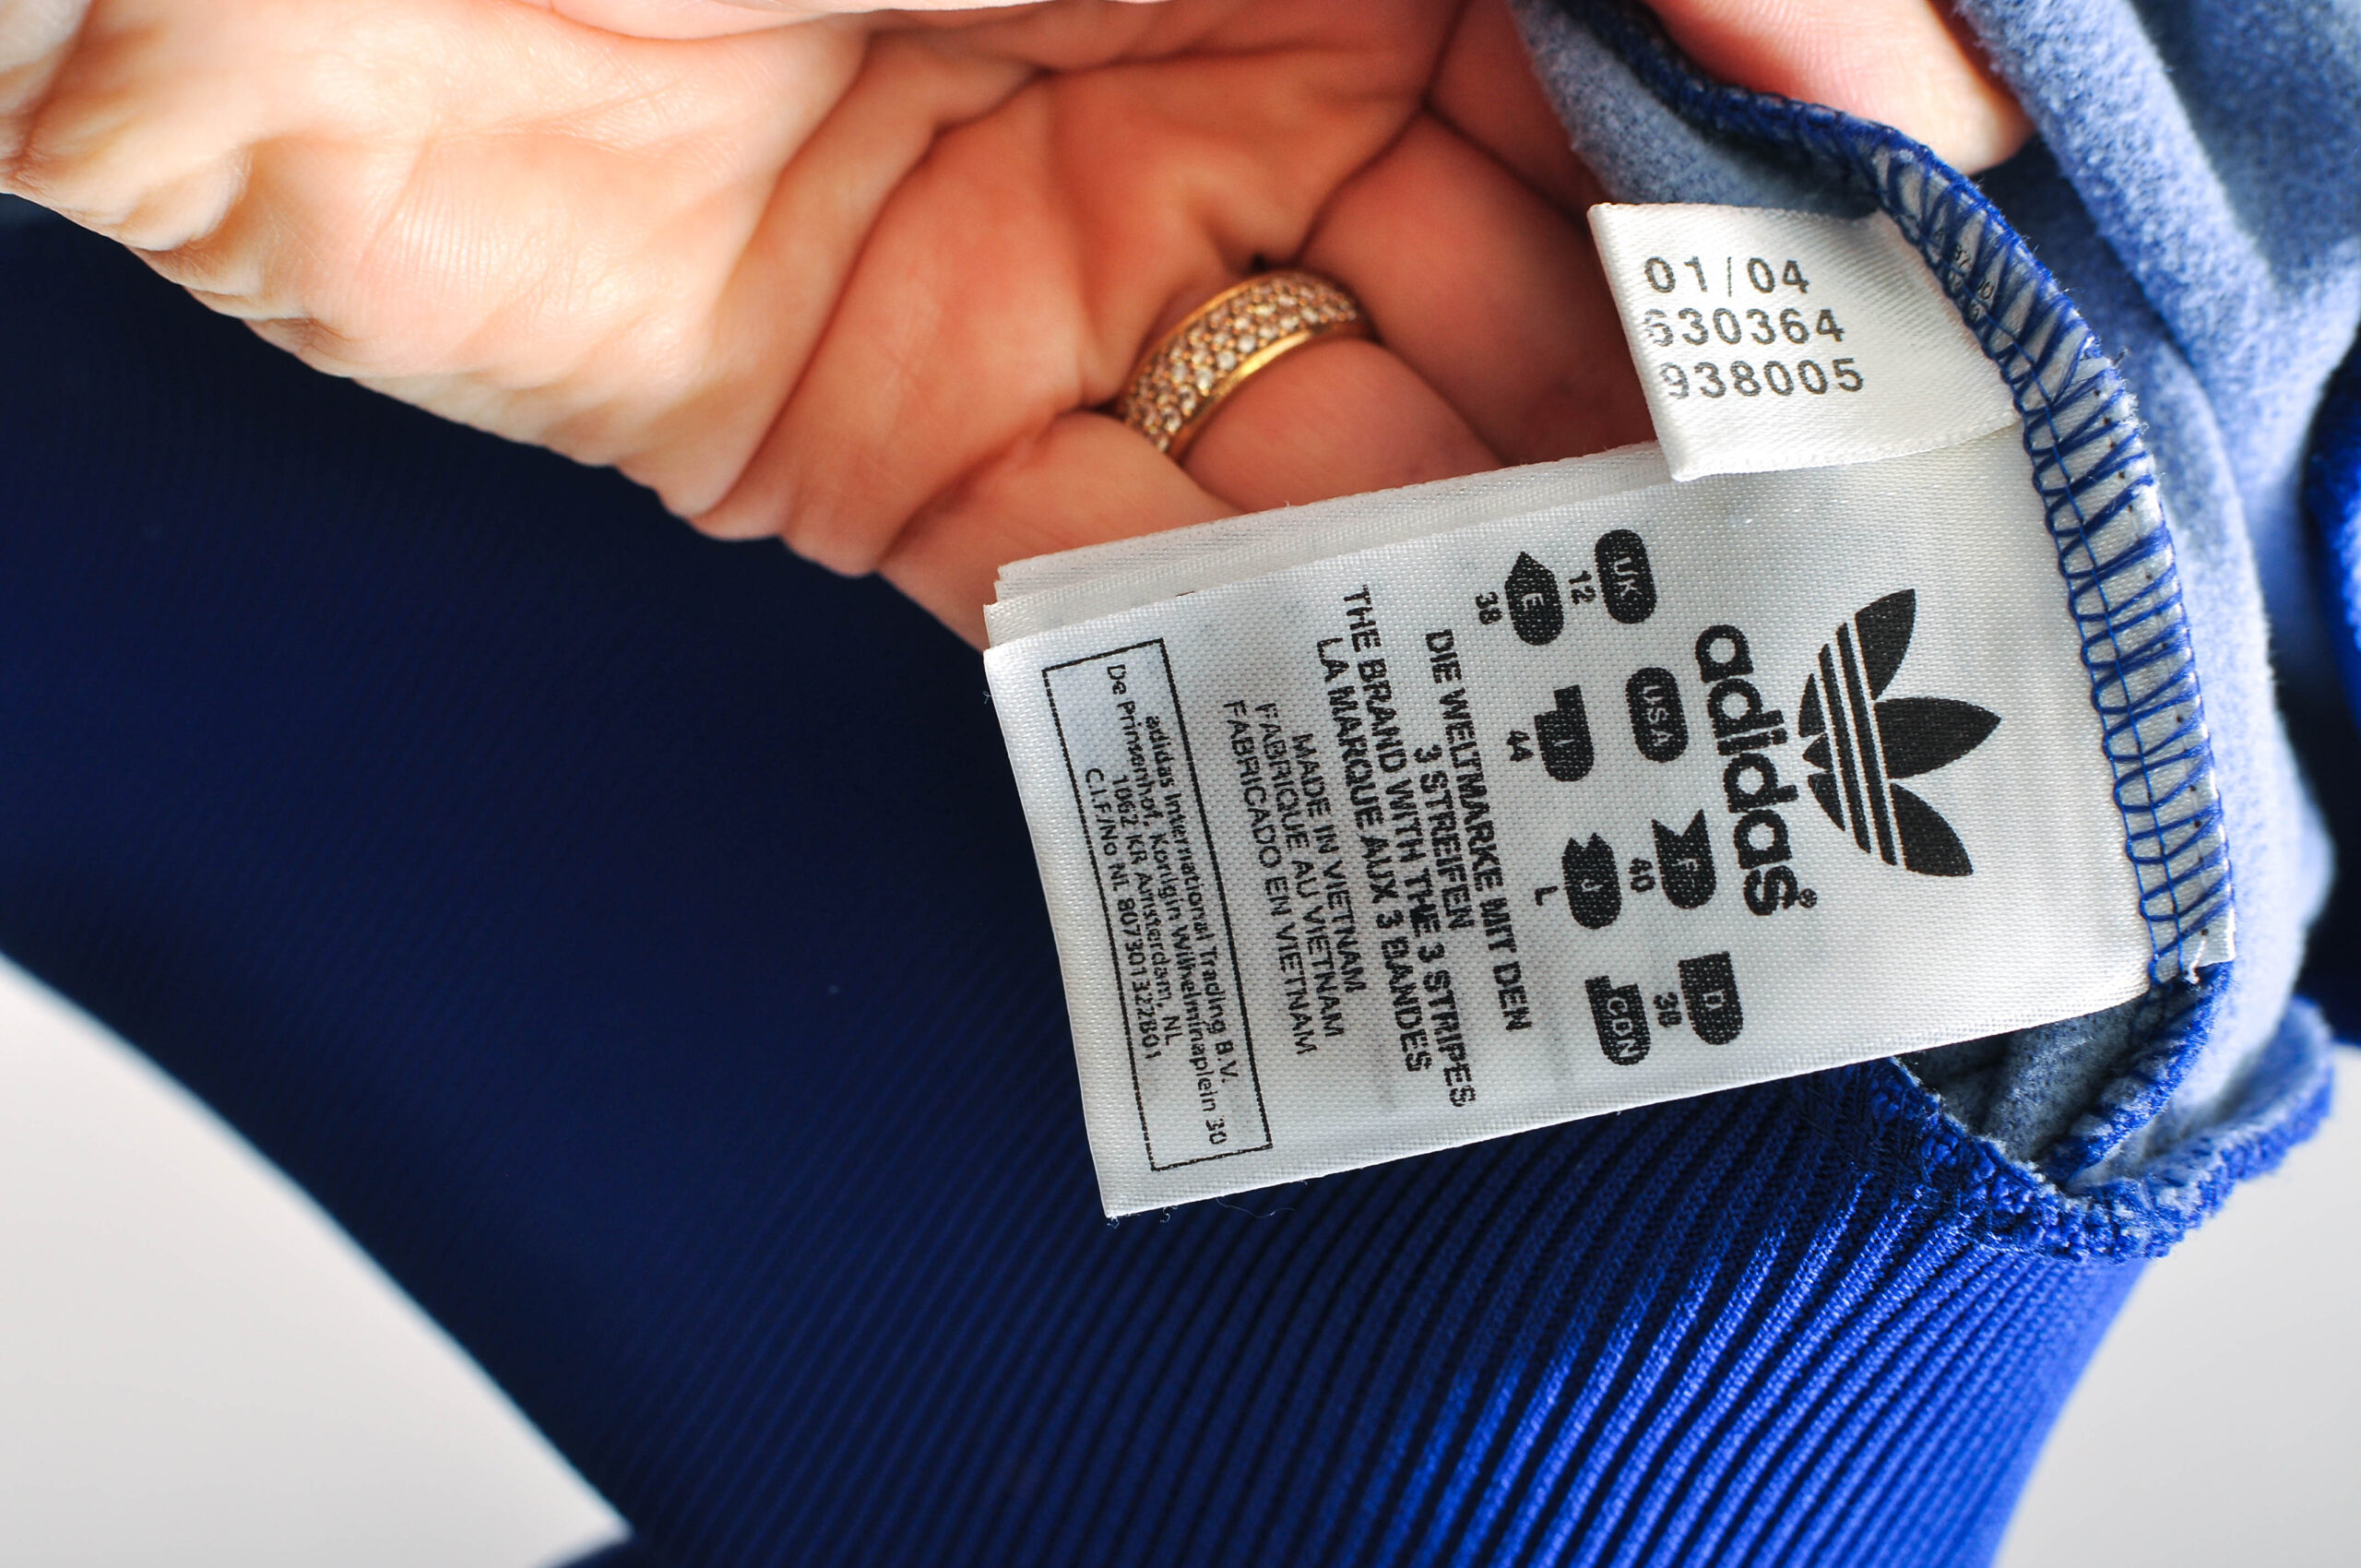 01/04
630364
938005
adidas®
UK USA F D
12 40 38
E I J CDN
38 44 L
DIE WELTMARKE MIT DEN
3 STREIFEN
THE BRAND WITH THE 3 STRIPES
LA MARQUE AUX 3 BANDES
MADE IN VIETNAM
FABRIQUE AU VIETNAM
FABRICADO EN VIETNAM
adidas International Trading B.V.
De Prinsenhof, Konigin Wilhelminaplein 30
1062 KR Amsterdam, NL
C.I.F/No NL 807301322B01